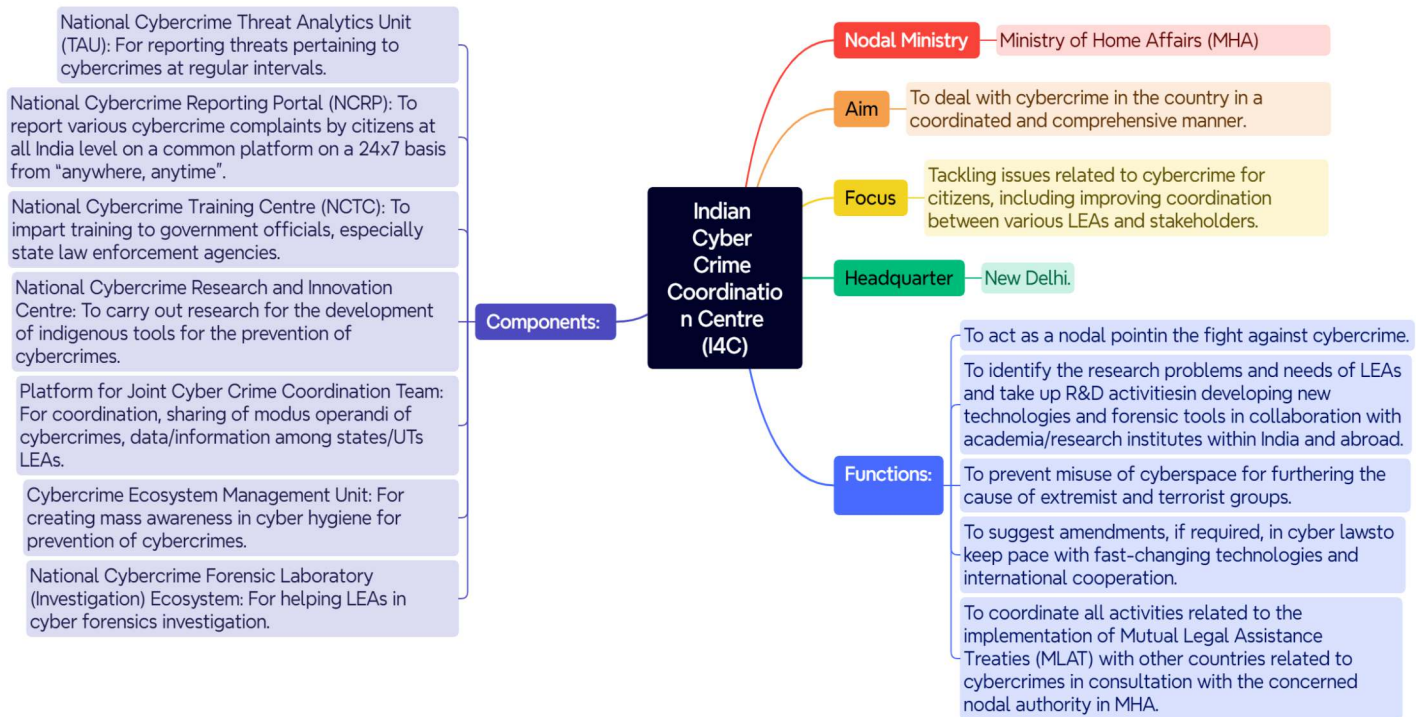 Indian
Cyber
Crime
Coordinatio
n Centre
(I4C)
Nodal Ministry
Ministry of Home Affairs (MHA)
Aim
To deal with cybercrime in the country in a
coordinated and comprehensive manner.
Focus
Tackling issues related to cybercrime for
citizens, including improving coordination
between various LEAs and stakeholders.
Headquarter
New Delhi.
Functions:
To act as a nodal pointin the fight against cybercrime.
To identify the research problems and needs of LEAs
and take up R&D activitiesin developing new
technologies and forensic tools in collaboration with
academia/research institutes within India and abroad.
To prevent misuse of cyberspace for furthering the
cause of extremist and terrorist groups.
To suggest amendments, if required, in cyber lawsto
keep pace with fast-changing technologies and
international cooperation.
To coordinate all activities related to the
implementation of Mutual Legal Assistance
Treaties (MLAT) with other countries related to
cybercrimes in consultation with the concerned
nodal authority in MHA.
Components:
National Cybercrime Threat Analytics Unit
(TAU): For reporting threats pertaining to
cybercrimes at regular intervals.
National Cybercrime Reporting Portal (NCRP): To
report various cybercrime complaints by citizens at
all India level on a common platform on a 24x7 basis
from “anywhere, anytime”.
National Cybercrime Training Centre (NCTC): To
impart training to government officials, especially
state law enforcement agencies.
National Cybercrime Research and Innovation
Centre: To carry out research for the development
of indigenous tools for the prevention of
cybercrimes.
Platform for Joint Cyber Crime Coordination Team:
For coordination, sharing of modus operandi of
cybercrimes, data/information among states/UTs
LEAs.
Cybercrime Ecosystem Management Unit: For
creating mass awareness in cyber hygiene for
prevention of cybercrimes.
National Cybercrime Forensic Laboratory
(Investigation) Ecosystem: For helping LEAs in
cyber forensics investigation.